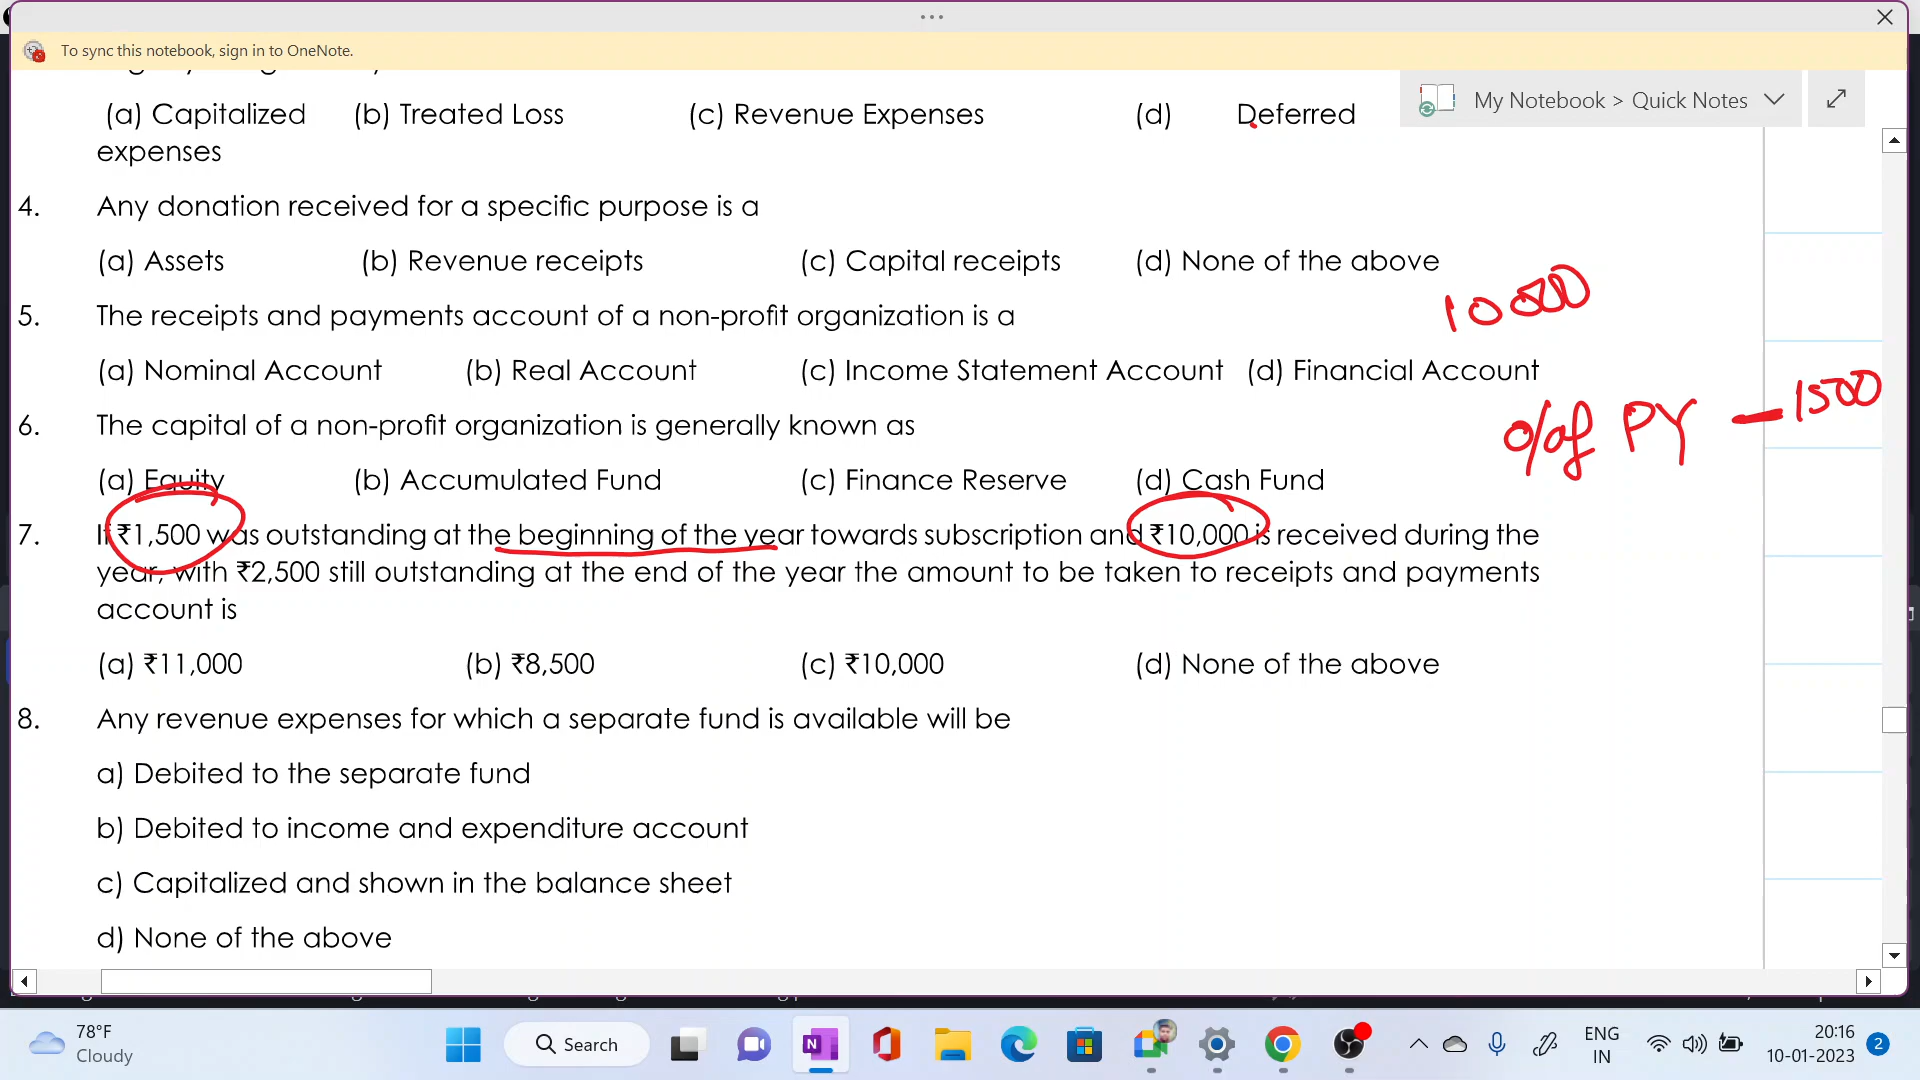 To sync this notebook, sign in to OneNote.
My Notebook > Quick Notes
(a) Capitalized (b) Treated Loss (c) Revenue Expenses (d) Deferred
expenses
4. Any donation received for a specific purpose is a
(a) Assets (b) Revenue receipts (c) Capital receipts (d) None of the above
10000
5. The receipts and payments account of a non-profit organization is a
(a) Nominal Account (b) Real Account (c) Income Statement Account (d) Financial Account
o/of PY - 1500
6. The capital of a non-profit organization is generally known as
(a) Equity (b) Accumulated Fund (c) Finance Reserve (d) Cash Fund
7. If ₹1,500 was outstanding at the beginning of the year towards subscription and ₹10,000 is received during the
year, with ₹2,500 still outstanding at the end of the year the amount to be taken to receipts and payments
account is
(a) ₹11,000 (b) ₹8,500 (c) ₹10,000 (d) None of the above
8. Any revenue expenses for which a separate fund is available will be
a) Debited to the separate fund
b) Debited to income and expenditure account
c) Capitalized and shown in the balance sheet
d) None of the above
78°F
Cloudy
Search
ENG
IN
20:16
10-01-2023
2